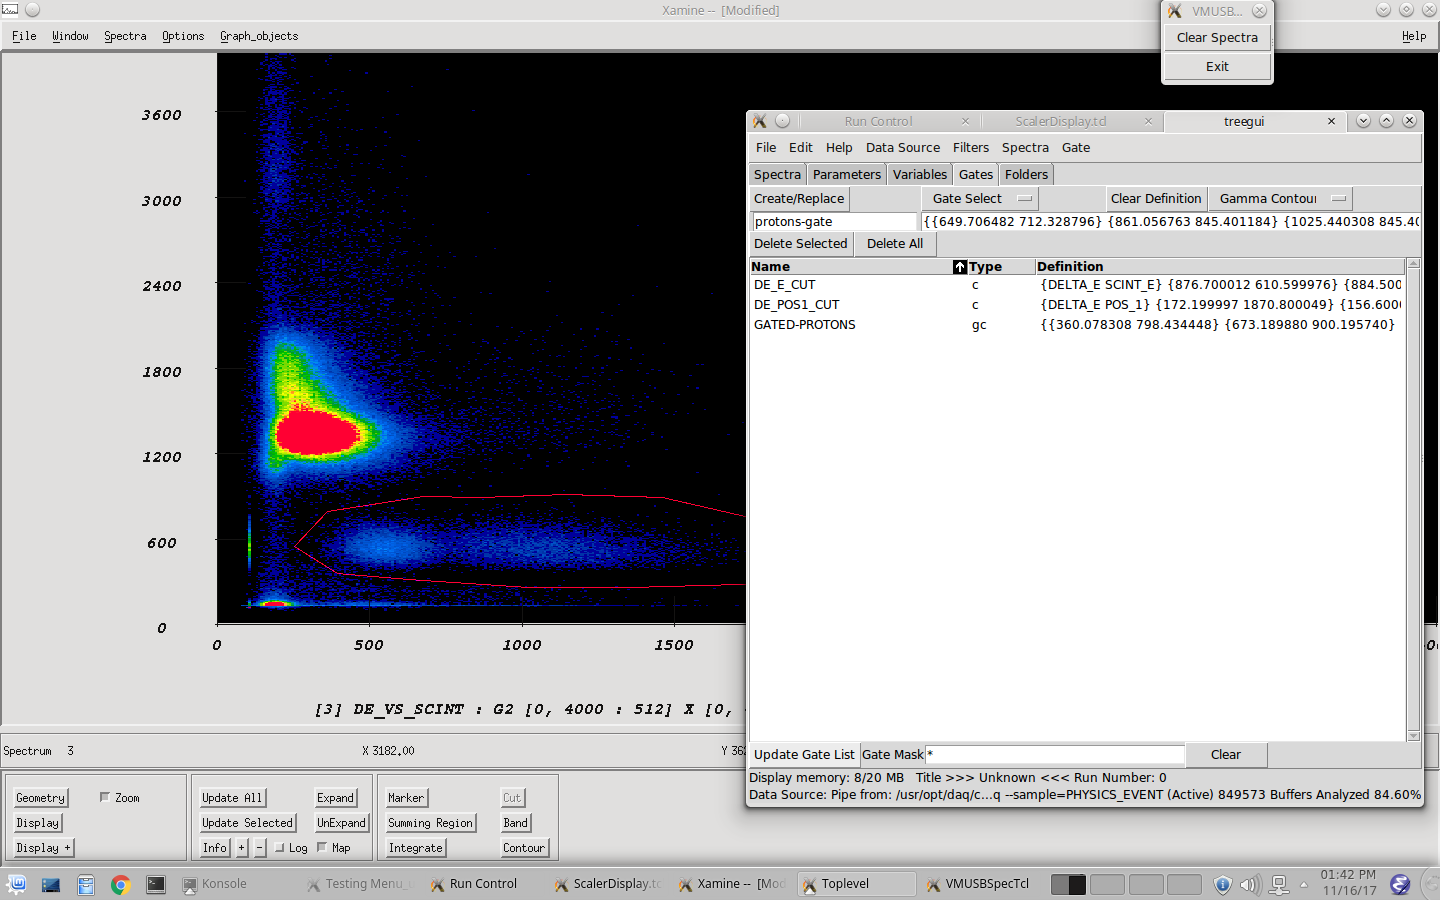 Xamine -- [Modified]
File Window Spectra Options Graph_objects Help
VMUSB...
Clear Spectra
Exit
3600
3000
2400
1800
1200
600
0
0 500 1000 1500
[3] DE_VS_SCINT : G2 [0, 4000 : 512] X [0,
Spectrum 3 X 3182.00 Y 362
Geometry Zoom
Display
Display +
Update All Expand
Update Selected UnExpand
Info + - Log Map
Marker Cut
Summing Region Band
Integrate Contour
Run Control ScalerDisplay.tcl treegui
File Edit Help Data Source Filters Spectra Gate
Spectra Parameters Variables Gates Folders
Create/Replace Gate Select Clear Definition Gamma Contour
protons-gate {{649.706482 712.328796} {861.056763 845.401184} {1025.440308 845.40
Delete Selected Delete All
Name Type Definition
DE_E_CUT c {DELTA_E SCINT_E} {876.700012 610.599976} {884.500
DE_POS1_CUT c {DELTA_E POS_1} {172.199997 1870.800049} {156.6000
GATED-PROTONS gc {{360.078308 798.434448} {673.189880 900.195740}
Update Gate List Gate Mask * Clear
Display memory: 8/20 MB Title >>> Unknown <<< Run Number: 0
Data Source: Pipe from: /usr/opt/daq/c...q --sample=PHYSICS_EVENT (Active) 849573 Buffers Analyzed 84.60%
Konsole Testing Menu_ Run Control ScalerDisplay.tc Xamine -- [Mod Toplevel VMUSBSpecTcl 01:42 PM
11/16/17